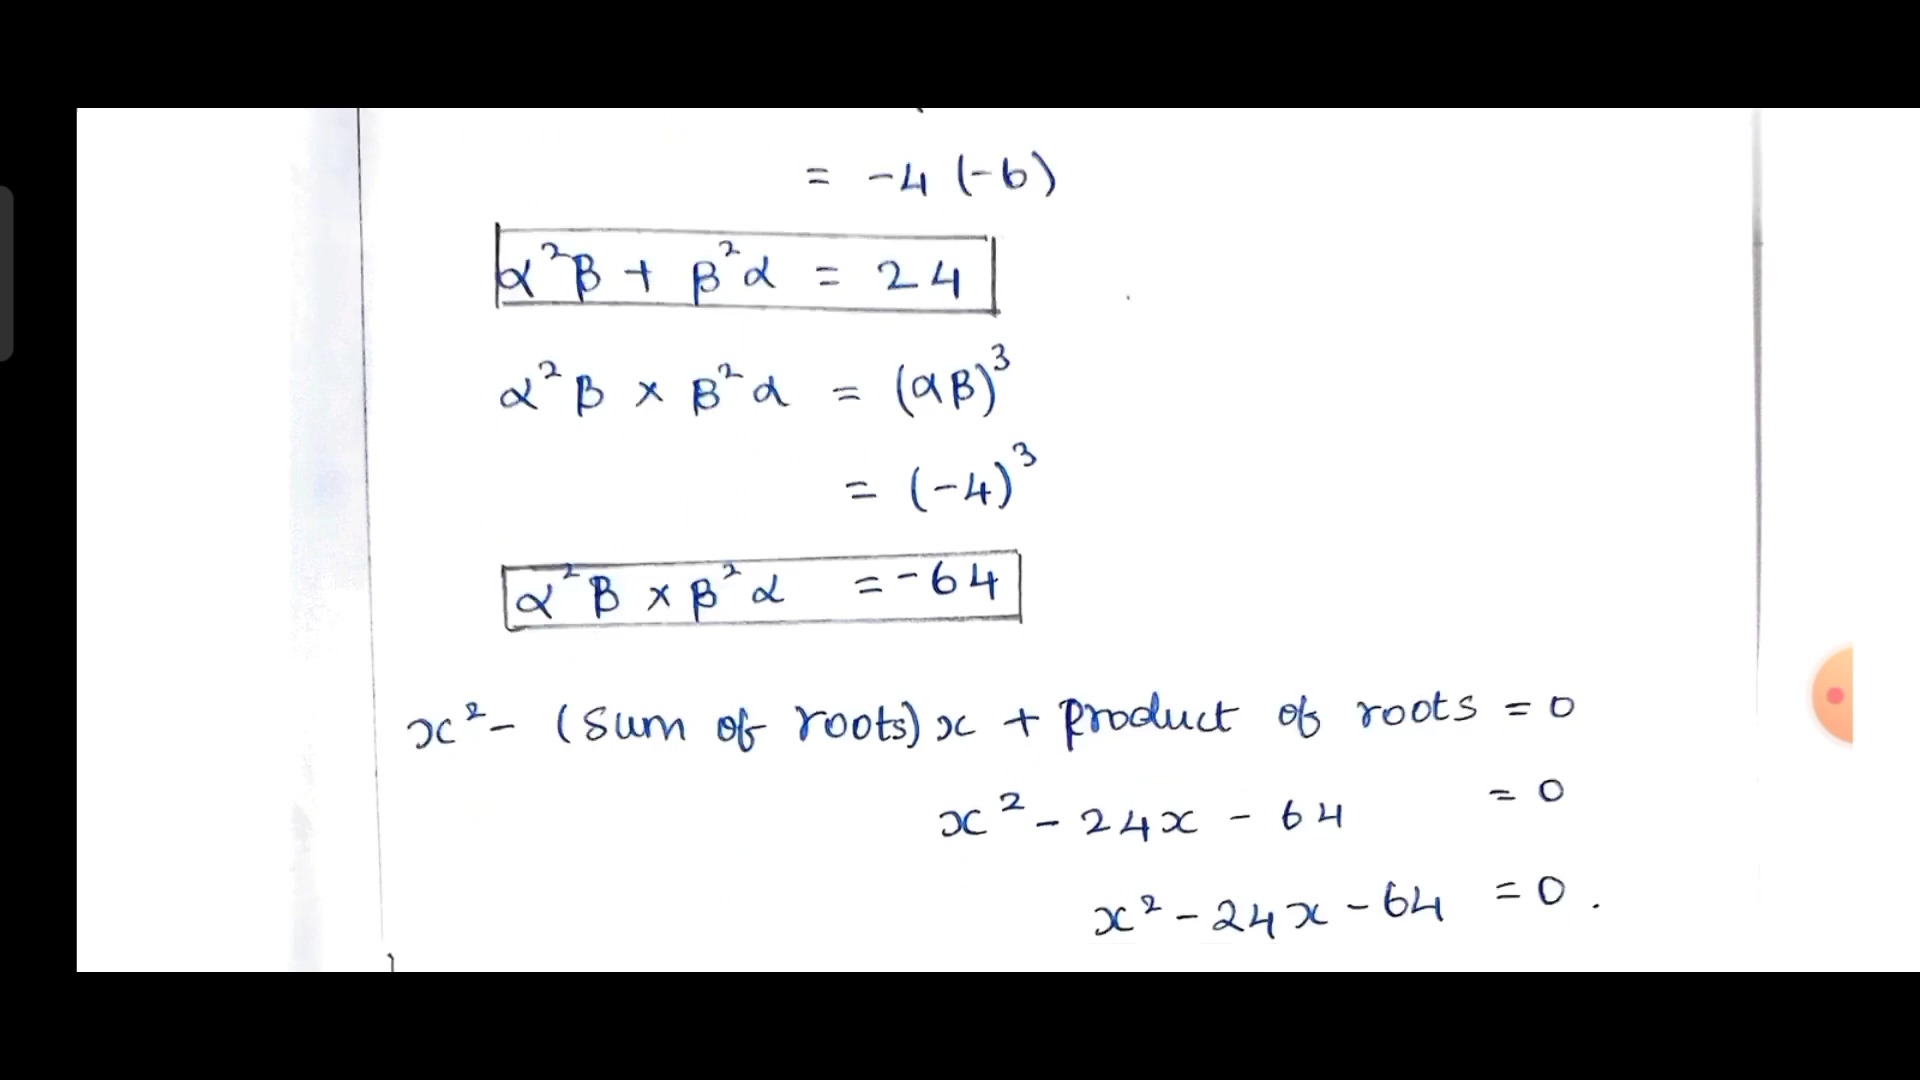 = -4 (-6)
α²β + β²α = 24
α²β × β²α = (αβ)³
= (-4)³
α²β × β²α = -64
x² - (Sum of roots) x + product of roots = 0
x² - 24x - 64 = 0
x² - 24x - 64 = 0.